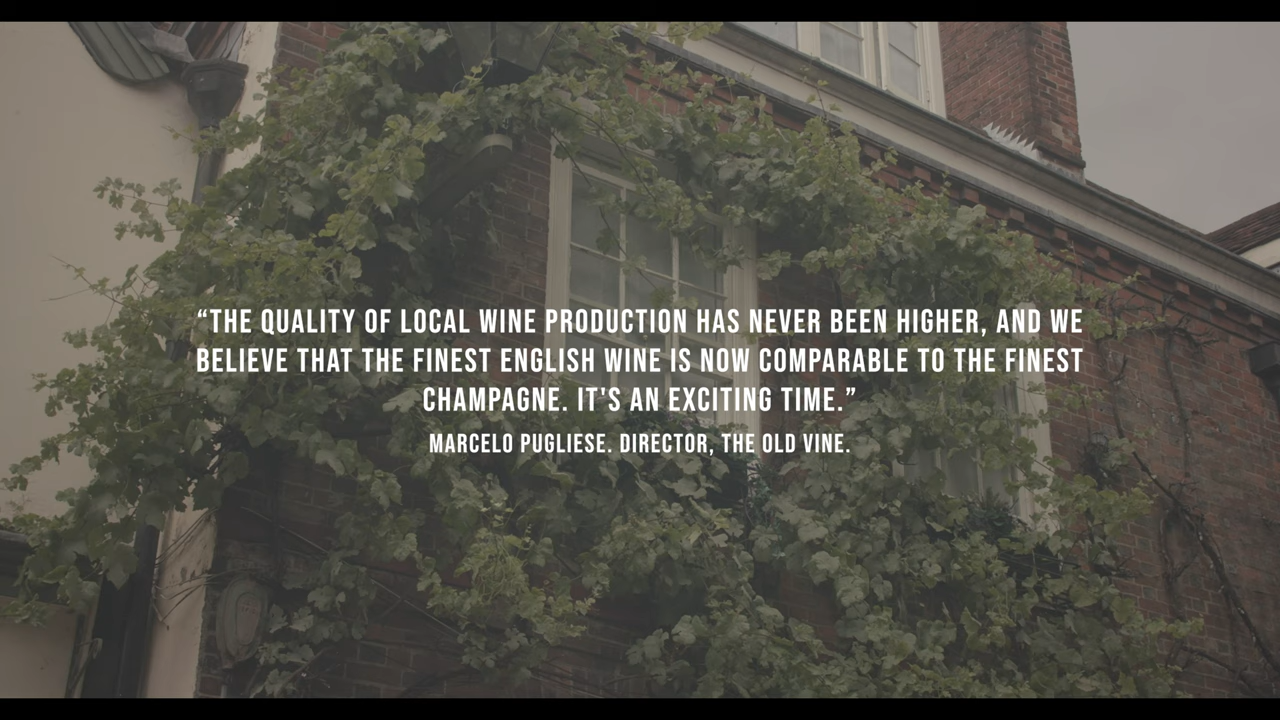 “THE QUALITY OF LOCAL WINE PRODUCTION HAS NEVER BEEN HIGHER, AND WE
BELIEVE THAT THE FINEST ENGLISH WINE IS NOW COMPARABLE TO THE FINEST
CHAMPAGNE. IT'S AN EXCITING TIME.”
MARCELO PUGLIESE. DIRECTOR, THE OLD VINE.